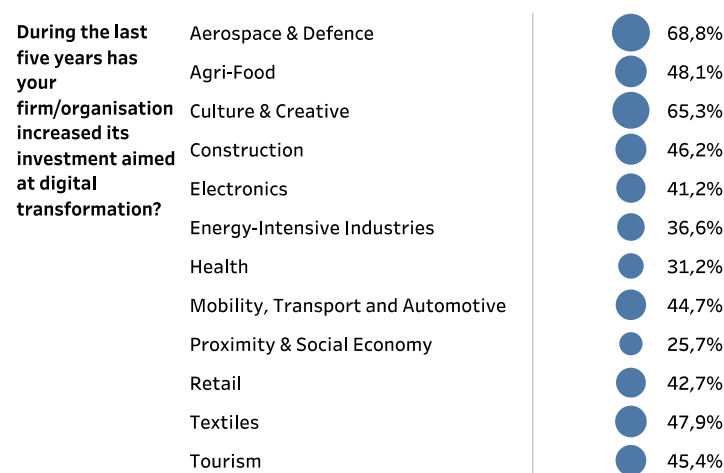 During the last
five years has
your
firm/organisation
increased its
investment aimed
at digital
transformation?
Aerospace & Defence 68,8%
Agri-Food 48,1%
Culture & Creative 65,3%
Construction 46,2%
Electronics 41,2%
Energy-Intensive Industries 36,6%
Health 31,2%
Mobility, Transport and Automotive 44,7%
Proximity & Social Economy 25,7%
Retail 42,7%
Textiles 47,9%
Tourism 45,4%